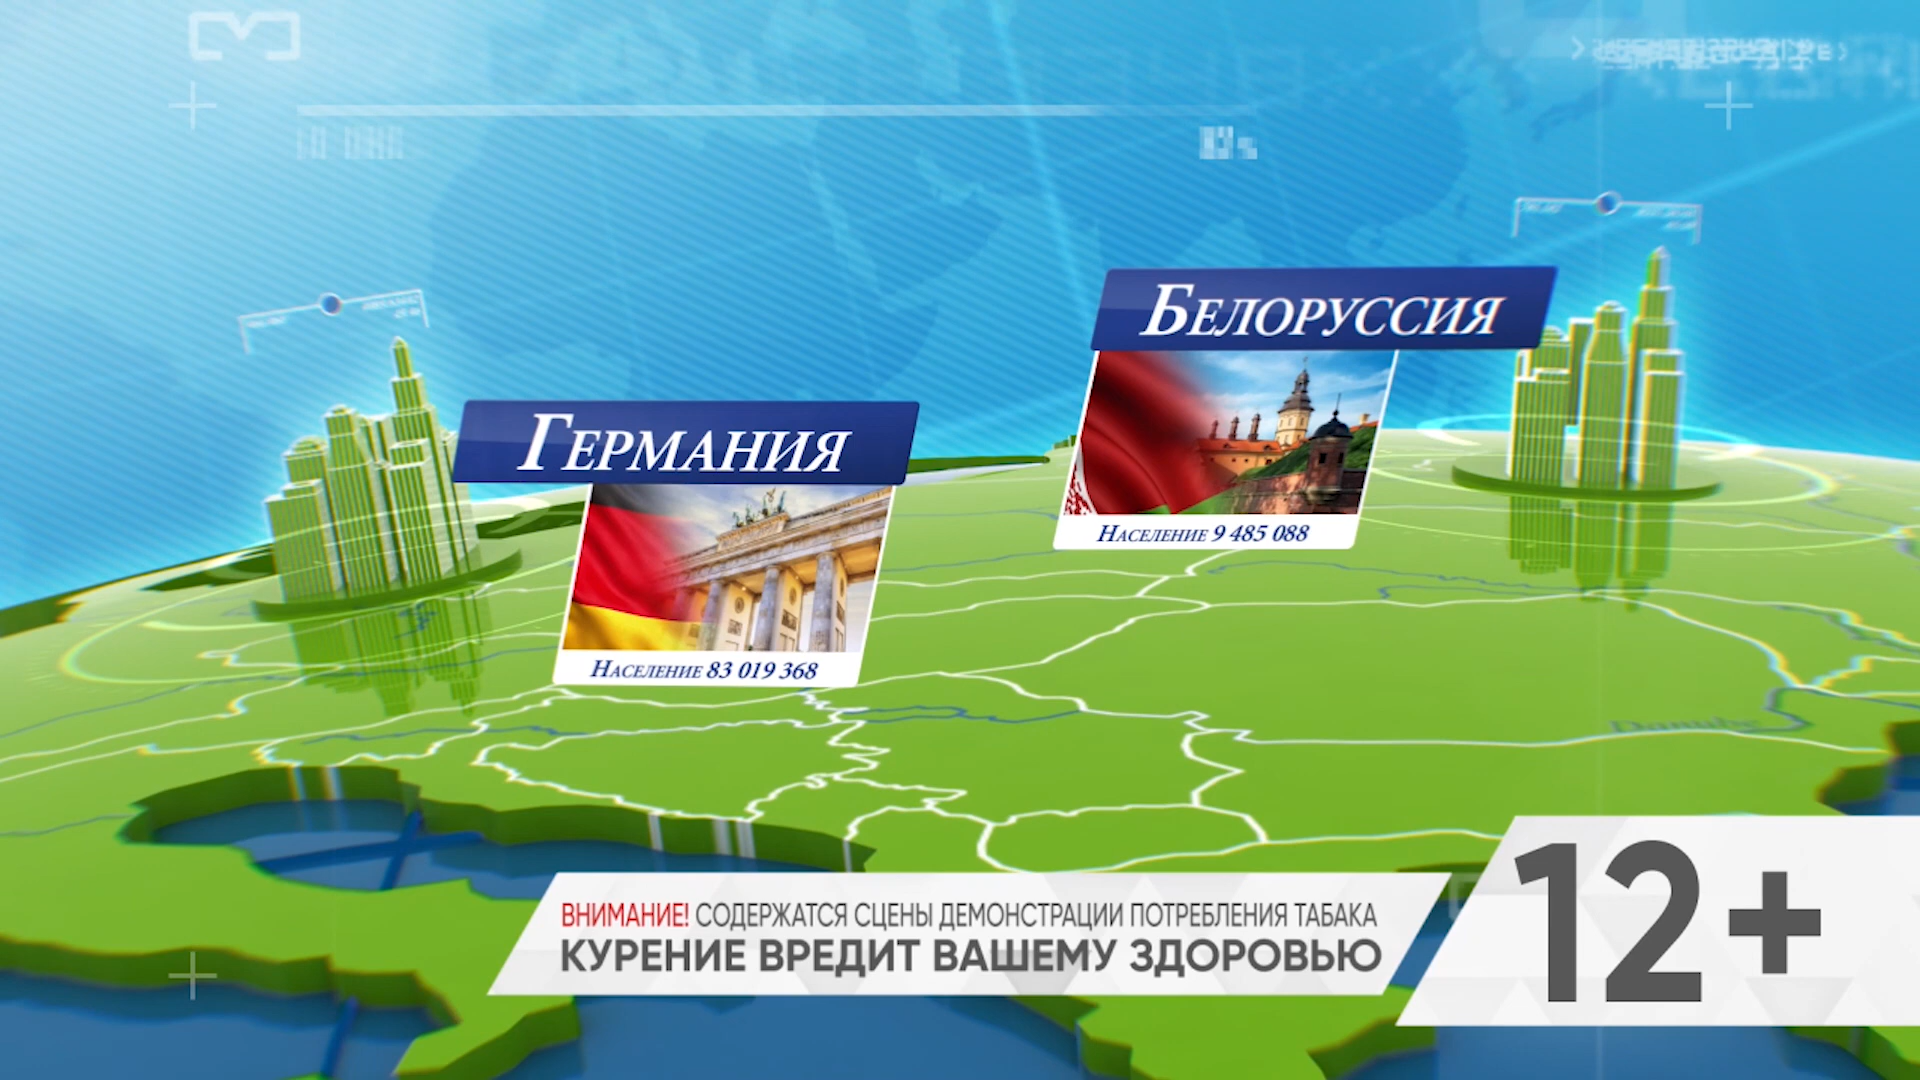 Белоруссия
Население 9 485 088
Германия
Население 83 019 368
Danube
ВНИМАНИЕ! СОДЕРЖАТСЯ СЦЕНЫ ДЕМОНСТРАЦИИ ПОТРЕБЛЕНИЯ ТАБАКА
КУРЕНИЕ ВРЕДИТ ВАШЕМУ ЗДОРОВЬЮ
12+